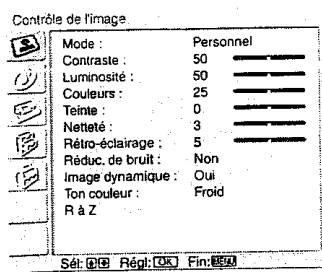 Contrôle de l'image
Mode : Personnel
Contraste : 50
Luminosité : 50
Couleurs : 25
Teinte : 0
Netteté : 3
Rétro-éclairage : 5
Réduc. de bruit : Non
Image dynamique : Oui
Ton couleur : Froid
R à Z
Sél: Régl: OK Fin: MENU